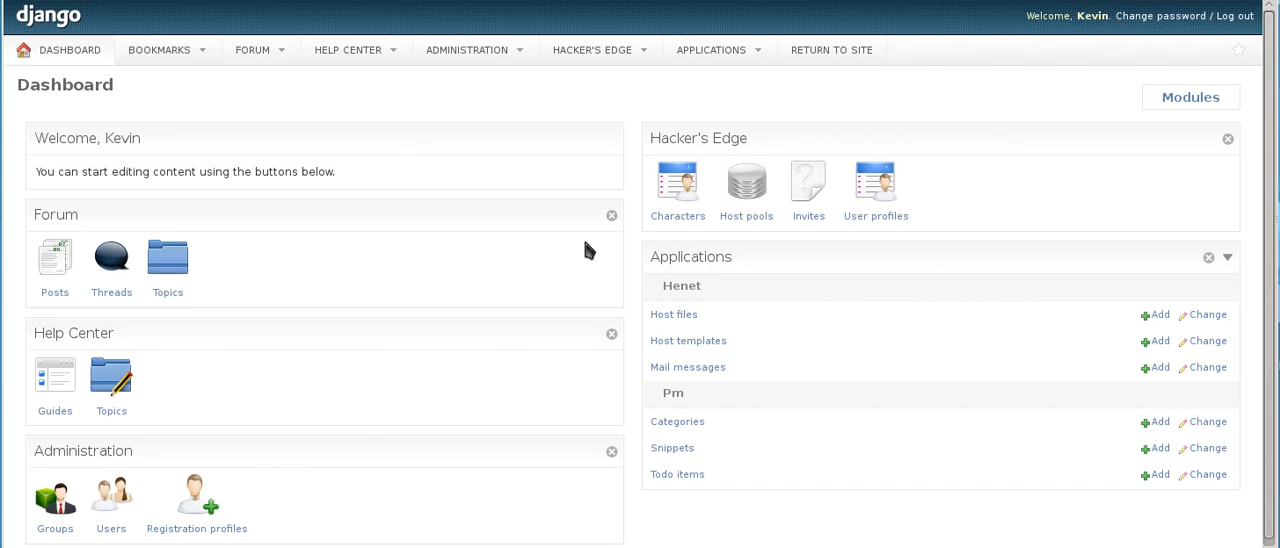 django
Welcome, Kevin. Change password / Log out
DASHBOARD BOOKMARKS FORUM HELP CENTER ADMINISTRATION HACKER'S EDGE APPLICATIONS RETURN TO SITE
Dashboard
Modules
Welcome, Kevin
You can start editing content using the buttons below.
Forum
Posts Threads Topics
Help Center
Guides Topics
Administration
Groups Users Registration profiles
Hacker's Edge
Characters Host pools Invites User profiles
Applications
Henet
Host files Add Change
Host templates Add Change
Mail messages Add Change
Pm
Categories Add Change
Snippets Add Change
Todo items Add Change